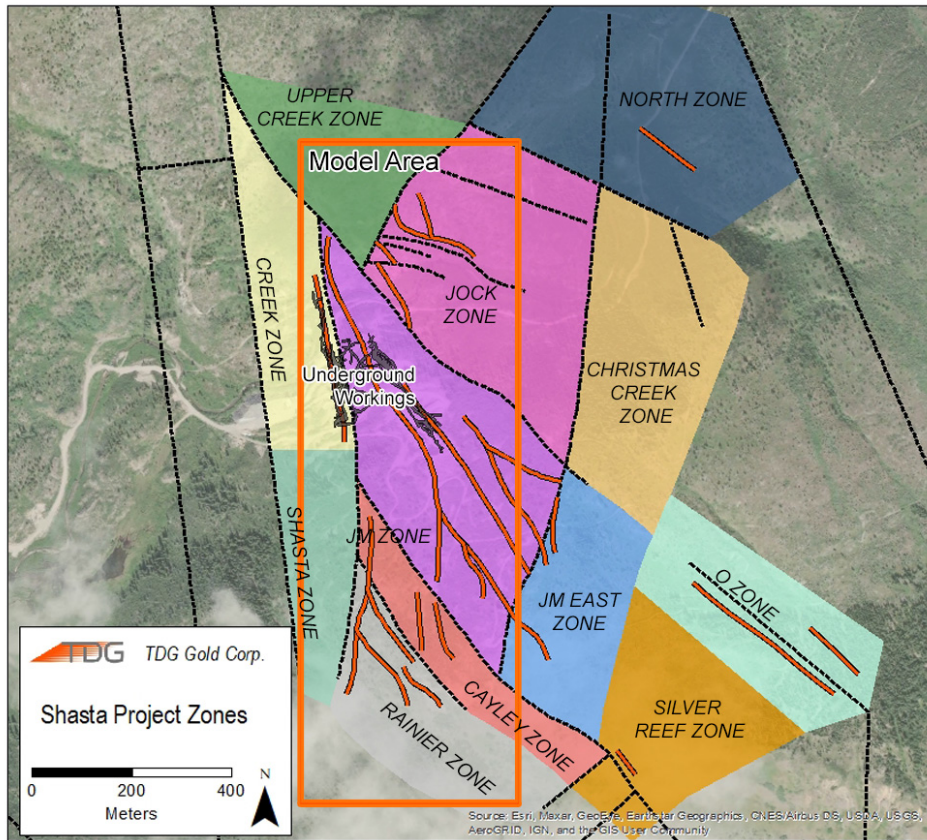 UPPER
CREEK ZONE
NORTH ZONE
Model Area
CREEK ZONE
JOCK
ZONE
CHRISTMAS
CREEK
ZONE
Underground
Workings
SHASTA ZONE
JM ZONE
JM EAST
ZONE
O ZONE
CAYLEY ZONE
RAINIER ZONE
SILVER
REEF ZONE
TDG TDG Gold Corp.
Shasta Project Zones
0 200 400
Meters
N
Source: Esri, Maxar, GeoEye, Earthstar Geographics, CNES/Airbus DS, USDA, USGS,
AeroGRID, IGN, and the GIS User Community